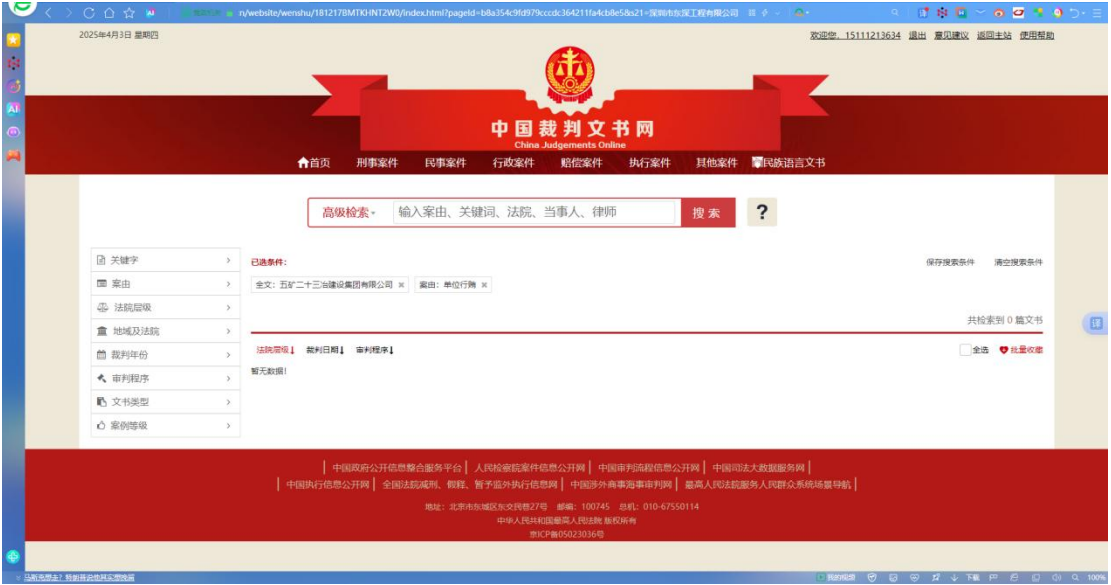 n/website/wenshu/181217BMTKHNT2W0/index.html?pageId=b8a354c9fd979cccdc364211fa4cb8e5&s21=深圳市东深工程有限公司
2025年4月3日 星期四
欢迎您，15111213634 退出 意见建议 返回主站 使用帮助
中国裁判文书网
China Judgements Online
首页 刑事案件 民事案件 行政案件 赔偿案件 执行案件 其他案件 民族语言文书
高级检索 输入案由、关键词、法院、当事人、律师 搜索 ?
关键字
案由
法院层级
地域及法院
裁判年份
审判程序
文书类型
案例等级
已选条件：
保存搜索条件 清空搜索条件
全文：五矿二十三冶建设集团有限公司 × 案由：单位行贿 ×
共检索到 0 篇文书
法院层级↓ 裁判日期↓ 审判程序↓
全选 批量收藏
暂无数据！
| 中国政府公开信息整合服务平台 | 人民检察院案件信息公开网 | 中国审判流程信息公开网 | 中国司法大数据服务网 |
| 中国执行信息公开网 | 全国法院减刑、假释、暂予监外执行信息网 | 中国涉外商事海事审判网 | 最高人民法院服务人民群众系统场景导航 |
地址：北京市东城区东交民巷27号 邮编：100745 总机：010-67550114
中华人民共和国最高人民法院 版权所有
京ICP备05023036号
我的视频 下载 100%